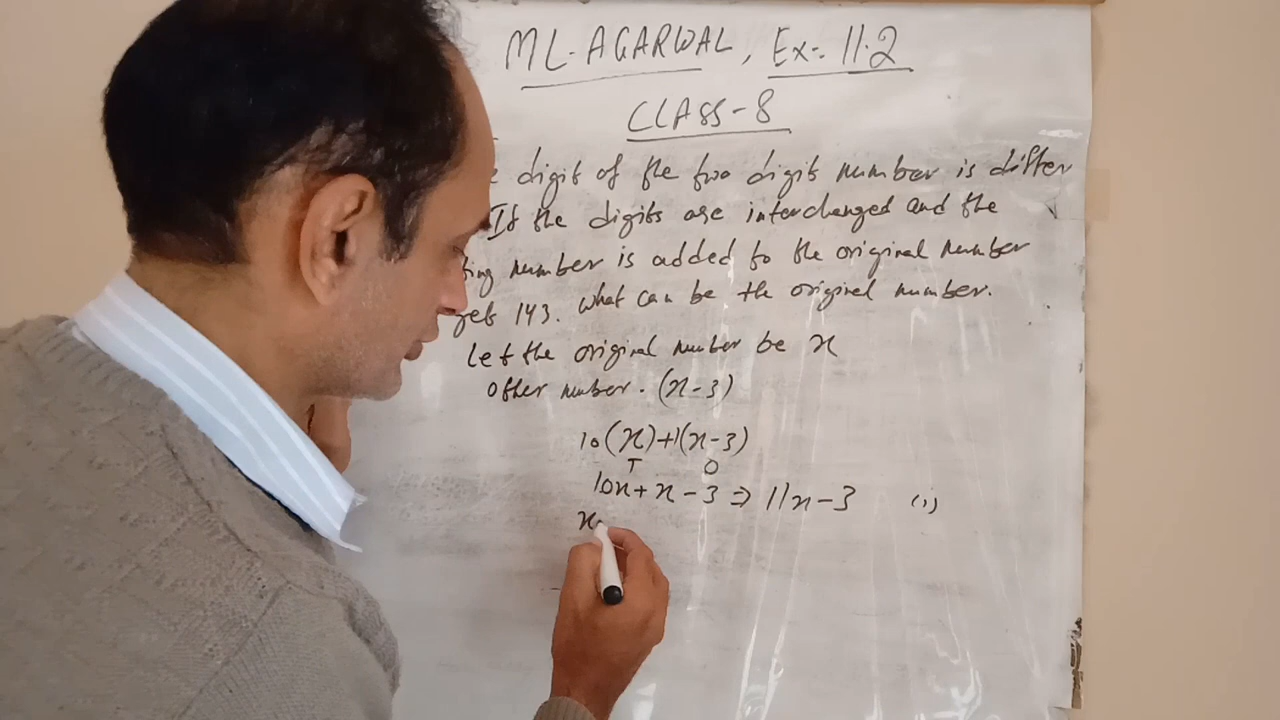 ML. AGARWAL, Ex-. 11.2
CLASS-8
digit of the two digits number is differ
If the digits are interchanged and the
ting number is added to the original number
gets 143. What can be the original number.
Let the original number be x
Other number. (x-3)
10(x)+1(x-3)
T O
10x+x-3 ⇒ 11x-3 (i)
x